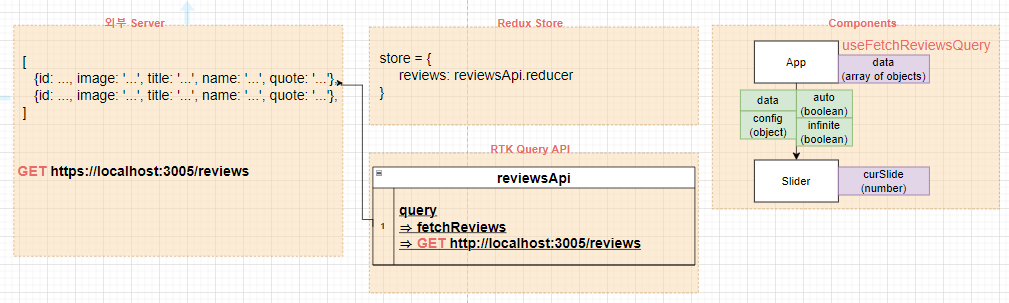 외부 Server
[
{id: ..., image: '...', title: '...', name: '...', quote: '...'},
{id: ..., image: '...', title: '...', name: '...', quote: '...'},
]
GET https://localhost:3005/reviews
Redux Store
store = {
reviews: reviewsApi.reducer
}
RTK Query API
reviewsApi
1
query
⇒ fetchReviews
⇒ GET http://localhost:3005/reviews
Components
useFetchReviewsQuery
App
data
(array of objects)
data
auto
(boolean)
config
(object)
infinite
(boolean)
Slider
curSlide
(number)